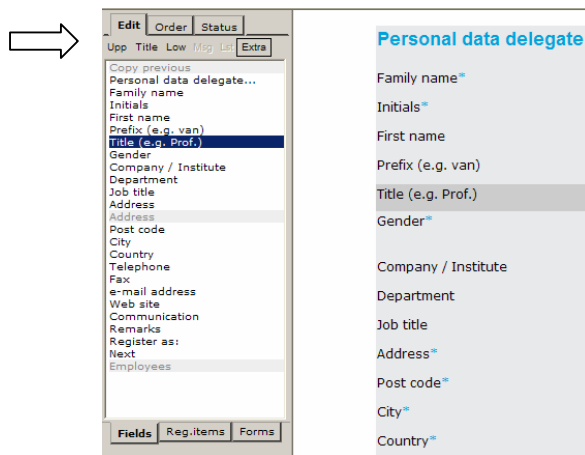 Edit Order Status
Upp Title Low Msg Lst Extra
Copy previous
Personal data delegate...
Family name
Initials
First name
Prefix (e.g. van)
Title (e.g. Prof.)
Gender
Company / Institute
Department
Job title
Address
Address
Post code
City
Country
Telephone
Fax
e-mail address
Web site
Communication
Remarks
Register as:
Next
Employees
Fields Reg.items Forms
Personal data delegate
Family name*
Initials*
First name
Prefix (e.g. van)
Title (e.g. Prof.)
Gender*
Company / Institute
Department
Job title
Address*
Post code*
City*
Country*